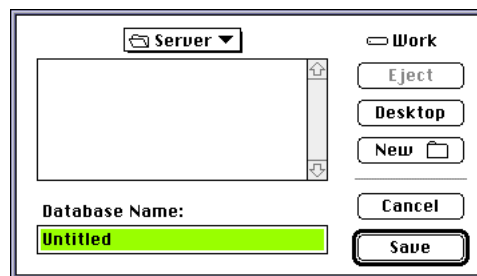 Server
Work
Eject
Desktop
New
Database Name:
Untitled
Cancel
Save